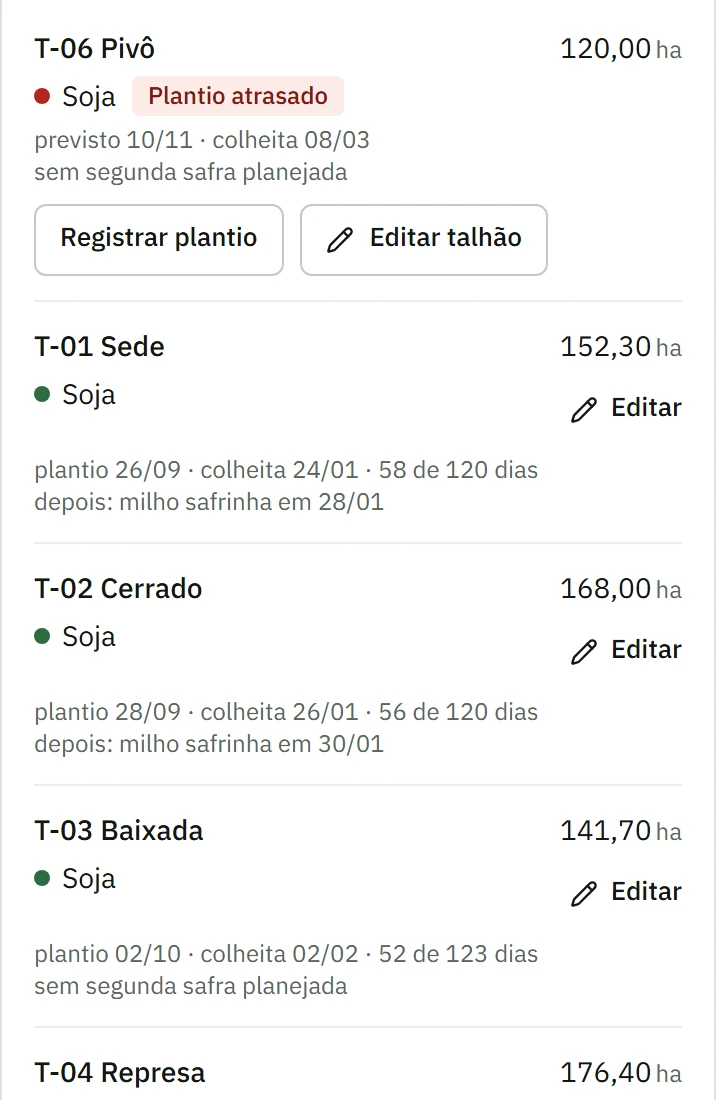 T-06 Pivô 120,00 ha
Soja Plantio atrasado
previsto 10/11 · colheita 08/03
sem segunda safra planejada
Registrar plantio Editar talhão
T-01 Sede 152,30 ha
Soja
Editar
plantio 26/09 · colheita 24/01 · 58 de 120 dias
depois: milho safrinha em 28/01
T-02 Cerrado 168,00 ha
Soja
Editar
plantio 28/09 · colheita 26/01 · 56 de 120 dias
depois: milho safrinha em 30/01
T-03 Baixada 141,70 ha
Soja
Editar
plantio 02/10 · colheita 02/02 · 52 de 123 dias
sem segunda safra planejada
T-04 Represa 176,40 ha